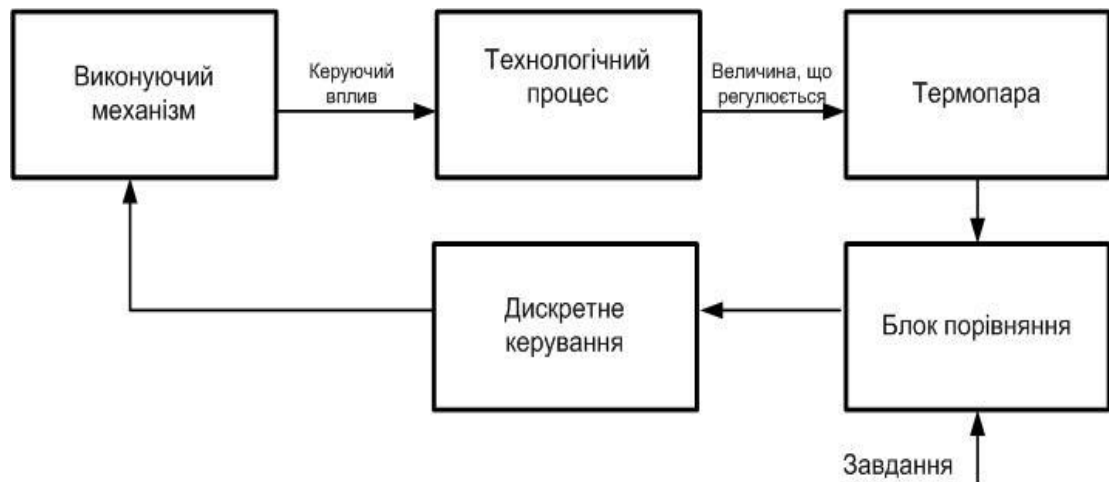 Виконуючий
механізм
Керуючий
вплив
Технологічний
процес
Величина, що
регулюється
Термопара
Дискретне
керування
Блок порівняння
Завдання